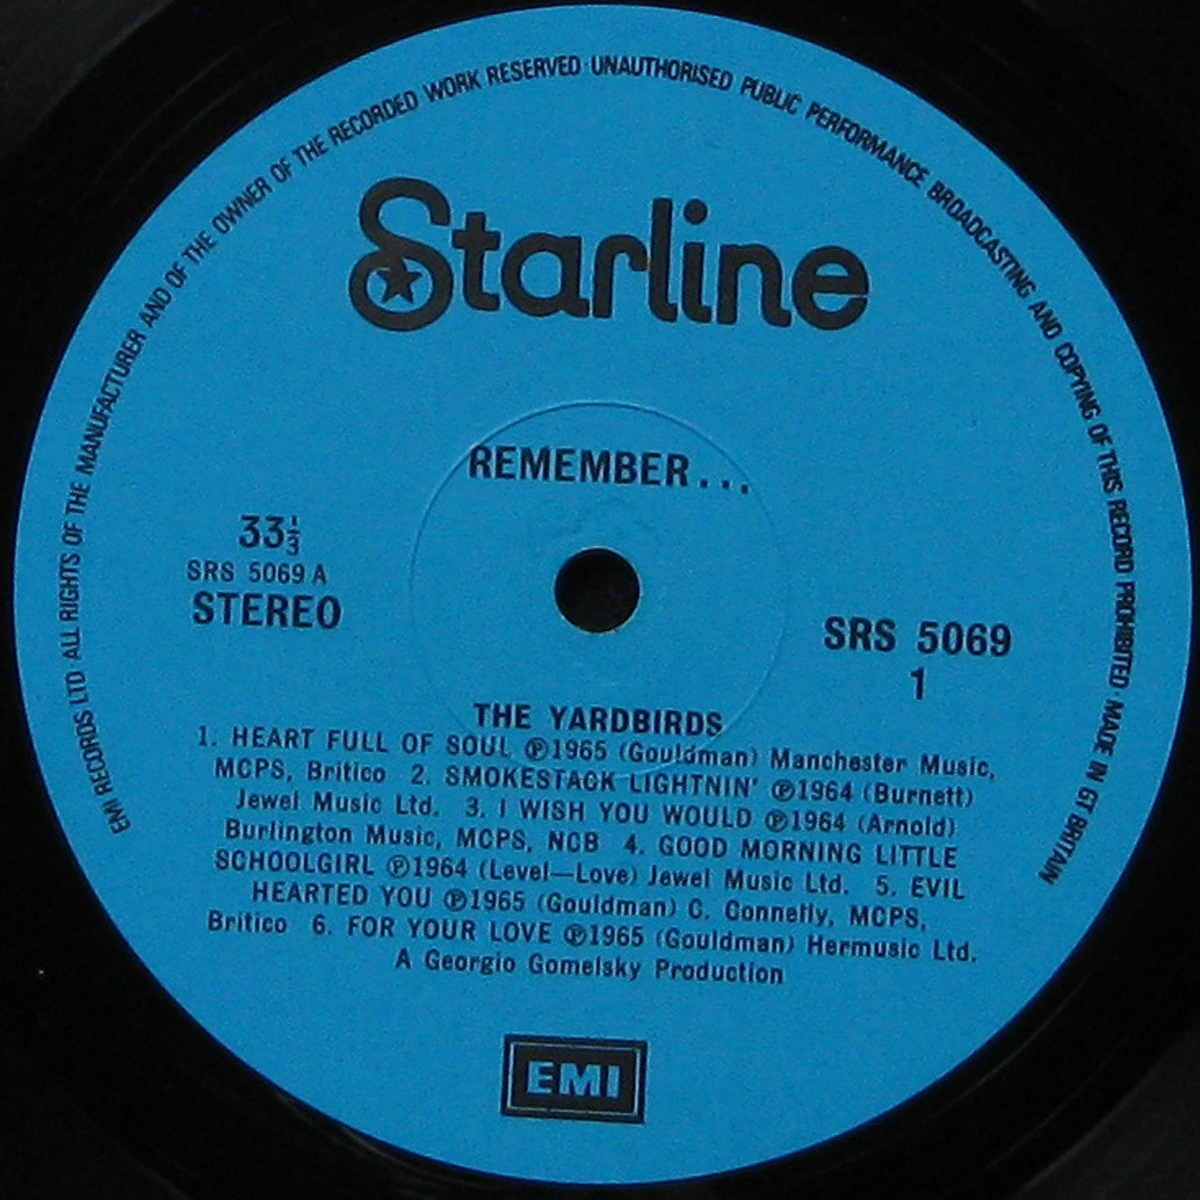 EMI RECORDS LTD ALL RIGHTS OF THE MANUFACTURER AND OF THE OWNER OF THE RECORDED WORK RESERVED · UNAUTHORISED PUBLIC PERFORMANCE BROADCASTING AND COPYING OF THIS RECORD PROHIBITED · MADE IN GT BRITAIN
Starline
REMEMBER...
33⅓
SRS 5069 A
STEREO
SRS 5069
1
THE YARDBIRDS
1. HEART FULL OF SOUL ℗1965 (Gouldman) Manchester Music,
MCPS, Britico 2. SMOKESTACK LIGHTNIN' ℗1964 (Burnett)
Jewel Music Ltd. 3. I WISH YOU WOULD ℗1964 (Arnold)
Burlington Music, MCPS, NCB 4. GOOD MORNING LITTLE
SCHOOLGIRL ℗1964 (Level—Love) Jewel Music Ltd. 5. EVIL
HEARTED YOU ℗1965 (Gouldman) C. Connelly, MCPS,
Britico 6. FOR YOUR LOVE ℗1965 (Gouldman) Hermusic Ltd.
A Georgio Gomelsky Production
EMI